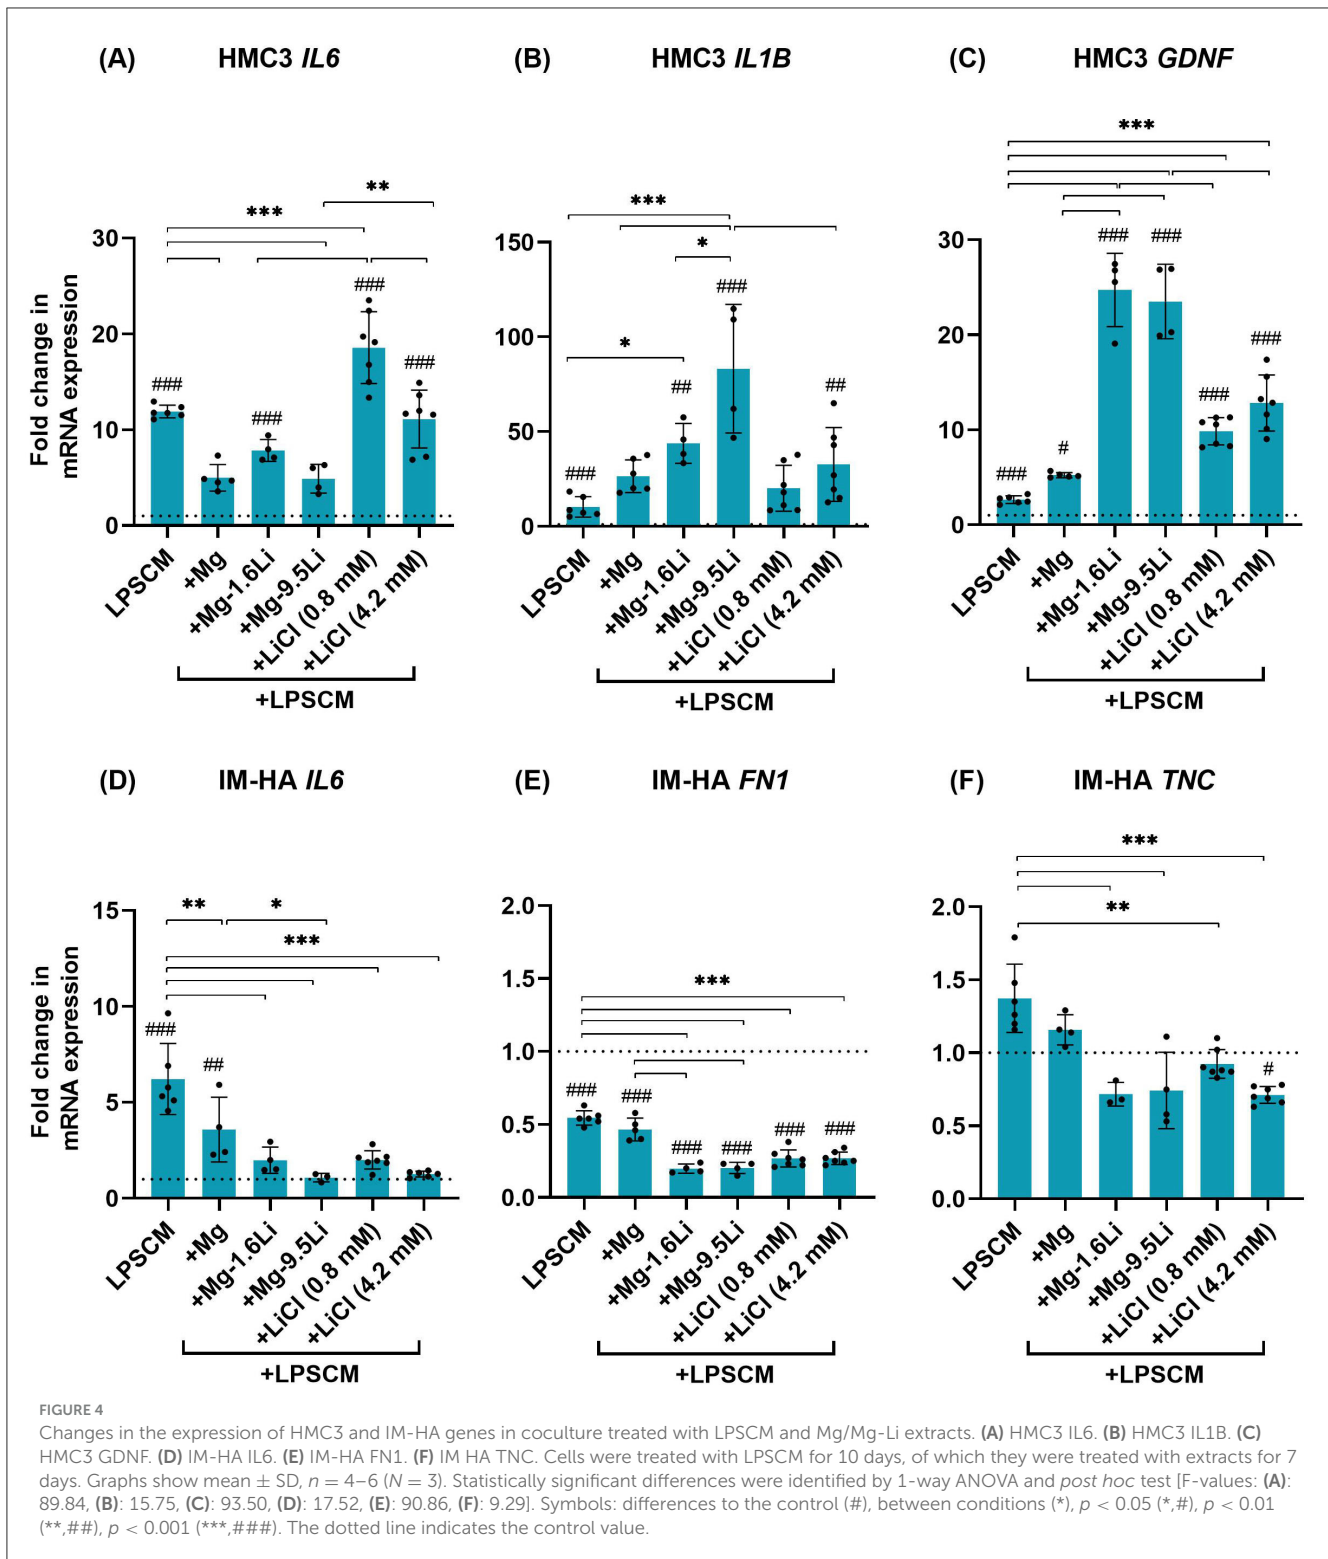 (A) HMC3 IL6
(B) HMC3 IL1B
(C) HMC3 GDNF
Fold change in
mRNA expression
30
20
10
0
***
**
###
###
###
###
LPSCM
+Mg
+Mg-1.6Li
+Mg-9.5Li
+LiCl (0.8 mM)
+LiCl (4.2 mM)
+LPSCM
150
100
50
0
***
*
*
###
##
###
##
LPSCM
+Mg
+Mg-1.6Li
+Mg-9.5Li
+LiCl (0.8 mM)
+LiCl (4.2 mM)
+LPSCM
30
20
10
0
***
###
#
###
###
###
###
LPSCM
+Mg
+Mg-1.6Li
+Mg-9.5Li
+LiCl (0.8 mM)
+LiCl (4.2 mM)
+LPSCM
(D) IM-HA IL6
(E) IM-HA FN1
(F) IM-HA TNC
Fold change in
mRNA expression
15
10
5
0
**
*
***
###
##
LPSCM
+Mg
+Mg-1.6Li
+Mg-9.5Li
+LiCl (0.8 mM)
+LiCl (4.2 mM)
+LPSCM
2.0
1.5
1.0
0.5
0.0
***
###
###
###
###
###
###
LPSCM
+Mg
+Mg-1.6Li
+Mg-9.5Li
+LiCl (0.8 mM)
+LiCl (4.2 mM)
+LPSCM
2.0
1.5
1.0
0.5
0.0
***
**
#
LPSCM
+Mg
+Mg-1.6Li
+Mg-9.5Li
+LiCl (0.8 mM)
+LiCl (4.2 mM)
+LPSCM
FIGURE 4
Changes in the expression of HMC3 and IM-HA genes in coculture treated with LPSCM and Mg/Mg-Li extracts. (A) HMC3 IL6. (B) HMC3 IL1B. (C)
HMC3 GDNF. (D) IM-HA IL6. (E) IM-HA FN1. (F) IM HA TNC. Cells were treated with LPSCM for 10 days, of which they were treated with extracts for 7
days. Graphs show mean ± SD, n = 4–6 (N = 3). Statistically significant differences were identified by 1-way ANOVA and post hoc test [F-values: (A):
89.84, (B): 15.75, (C): 93.50, (D): 17.52, (E): 90.86, (F): 9.29]. Symbols: differences to the control (#), between conditions (*), p < 0.05 (*,#), p < 0.01
(**,##), p < 0.001 (***,###). The dotted line indicates the control value.